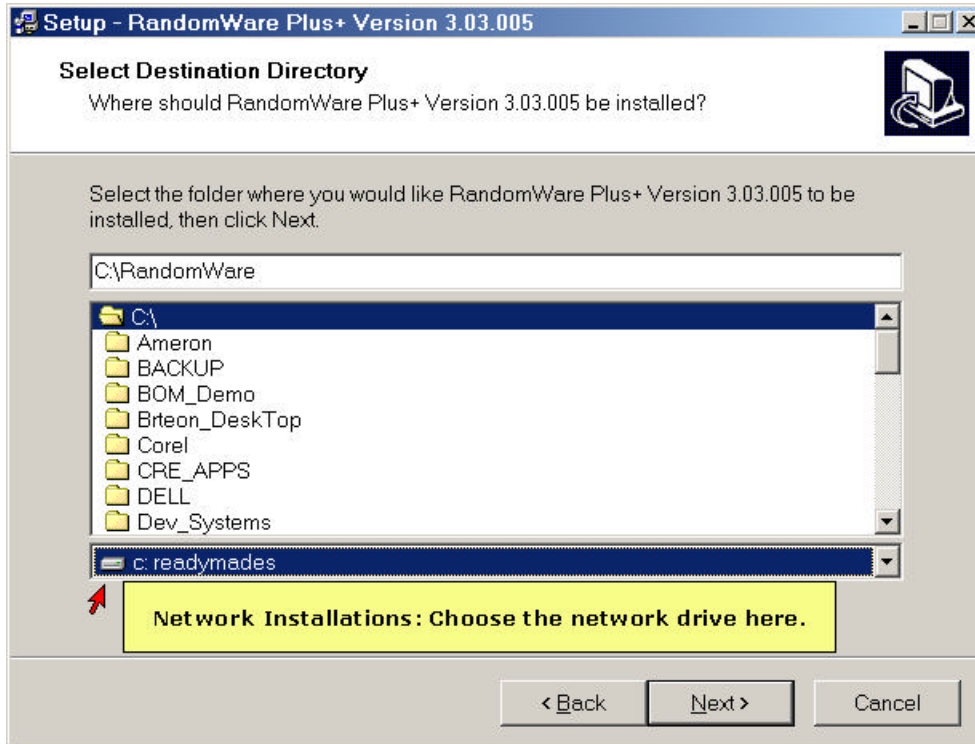 Setup - RandomWare Plus+ Version 3.03.005
Select Destination Directory
Where should RandomWare Plus+ Version 3.03.005 be installed?
Select the folder where you would like RandomWare Plus+ Version 3.03.005 to be
installed, then click Next.
C:\RandomWare
C:\
Ameron
BACKUP
BOM_Demo
Brteon_DeskTop
Corel
CRE_APPS
DELL
Dev_Systems
c: readymades
Network Installations: Choose the network drive here.
< Back Next > Cancel